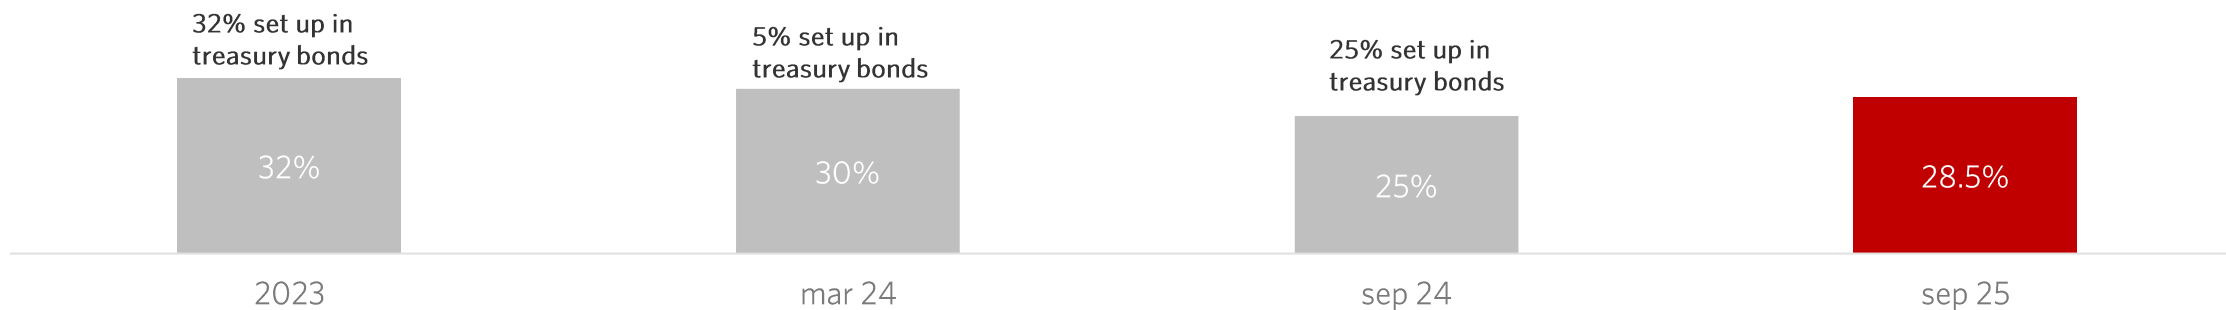 32% set up in
treasury bonds
5% set up in
treasury bonds
25% set up in
treasury bonds
32%
30%
25%
28.5%
2023
mar 24
sep 24
sep 25